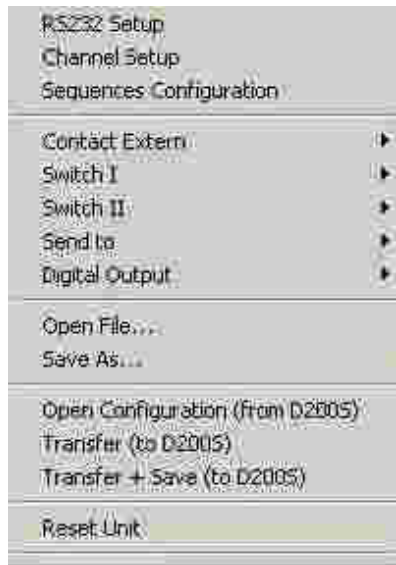 RS232 Setup
Channel Setup
Sequences Configuration
Contact Extern
Switch I
Switch II
Send to
Digital Output
Open File...
Save As...
Open Configuration (from D200S)
Transfer (to D200S)
Transfer + Save (to D200S)
Reset Unit